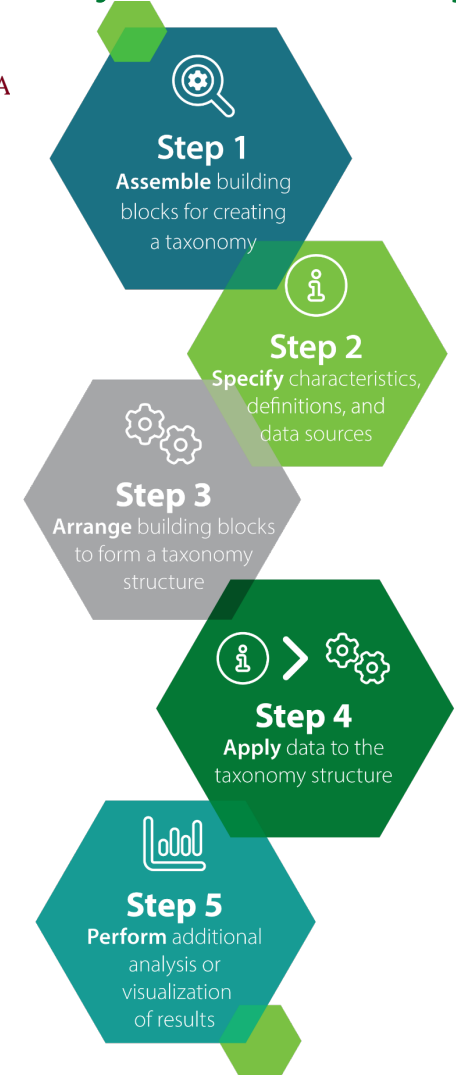 A
Step 1
Assemble building
blocks for creating
a taxonomy
Step 2
Specify characteristics,
definitions, and
data sources
Step 3
Arrange building blocks
to form a taxonomy
structure
Step 4
Apply data to the
taxonomy structure
Step 5
Perform additional
analysis or
visualization
of results